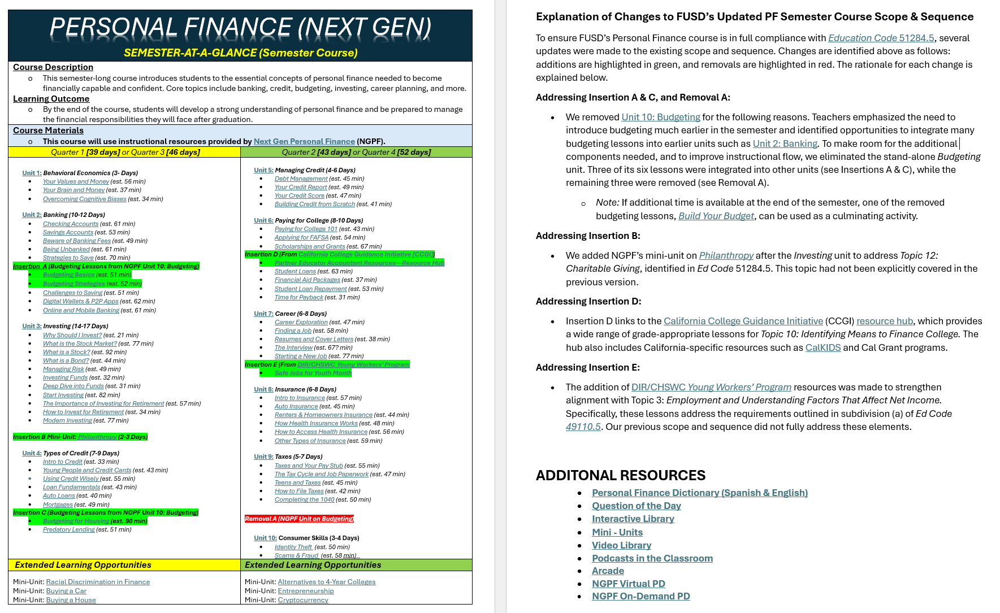 PERSONAL FINANCE (NEXT GEN)
SEMESTER-AT-A-GLANCE (Semester Course)
Course Description
o This semester-long course introduces students to the essential concepts of personal finance needed to become
financially capable and confident. Core topics include banking, credit, budgeting, investing, career planning, and more.
Learning Outcome
o By the end of the course, students will develop a strong understanding of personal finance and be prepared to manage
the financial responsibilities they will face after graduation.
Course Materials
o This course will use instructional resources provided by Next Gen Personal Finance (NGPF).
Quarter 1 [39 days] or Quarter 3 [46 days]
Unit 1: Behavioral Economics (3- Days)
• Your Values and Money (est. 56 min)
• Your Brain and Money (est. 37 min)
• Overcoming Cognitive Biases (est. 34 min)
Unit 2: Banking (10-12 Days)
• Checking Accounts (est. 61 min)
• Savings Accounts (est. 53 min)
• Beware of Banking Fees (est. 49 min)
• Being Unbanked (est. 61 min)
• Strategies to Save (est. 70 min)
Insertion A (Budgeting Lessons from NGPF Unit 10: Budgeting)
• Budgeting Basics (est. 51 min)
• Budgeting Strategies (est. 52 min)
• Challenges to Saving (est. 51 min)
• Digital Wallets & P2P Apps (est. 62 min)
• Online and Mobile Banking (est. 61 min)
Unit 3: Investing (14-17 Days)
• Why Should I Invest? (est. 21 min)
• What is the Stock Market? (est. 77 min)
• What is a Stock? (est. 92 min)
• What is a Bond? (est. 44 min)
• Managing Risk (est. 49 min)
• Investing Funds (est. 32 min)
• Deep Dive into Funds (est. 31 min)
• Start Investing (est. 82 min)
• The Importance of Investing for Retirement (est. 57 min)
• How to Invest for Retirement (est. 34 min)
• Modern Investing (est. 77 min)
Insertion B Mini-Unit: Philanthropy (2-3 Days)
Unit 4: Types of Credit (7-9 Days)
• Intro to Credit (est. 33 min)
• Young People and Credit Cards (est. 43 min)
• Using Credit Wisely (est. 55 min)
• Loan Fundamentals (est. 43 min)
• Auto Loans (est. 40 min)
• Mortgages (est. 49 min)
Insertion C (Budgeting Lessons from NGPF Unit 10: Budgeting)
• Budgeting for Housing (est. 90 min)
• Predatory Lending (est. 51 min)
Extended Learning Opportunities
Mini-Unit: Racial Discrimination in Finance
Mini-Unit: Buying a Car
Mini-Unit: Buying a House
Quarter 2 [43 days] or Quarter 4 [52 days]
Unit 5: Managing Credit (4-6 Days)
• Debt Management (est. 45 min)
• Your Credit Report (est. 49 min)
• Your Credit Score (est. 47 min)
• Building Credit from Scratch (est. 41 min)
Unit 6: Paying for College (8-10 Days)
• Paying for College 101 (est. 43 min)
• Applying for FAFSA (est. 54 min)
• Scholarships and Grants (est. 67 min)
Insertion D (From California College Guidance Initiative [CCGI])
• Partner Educator Accountant Resources—Resource Hub
• Student Loans (est. 63 min)
• Financial Aid Packages (est. 37 min)
• Student Loan Repayment (est. 53 min)
• Time for Payback (est. 31 min)
Unit 7: Career (6-8 Days)
• Career Exploration (est. 47 min)
• Finding a Job (est. 58 min)
• Resumes and Cover Letters (est. 38 min)
• The Interview (est. 67? min)
• Starting a New Job (est. 77 min)
Insertion E (From DIR/CHSWC Young Workers' Program
• Safe Jobs for Youth Month
Unit 8: Insurance (6-8 Days)
• Intro to Insurance (est. 57 min)
• Auto Insurance (est. 45 min)
• Renters & Homeowners Insurance (est. 44 min)
• How Health Insurance Works (est. 48 min)
• How to Access Health Insurance (est. 56 min)
• Other Types of Insurance (est. 59 min)
Unit 9: Taxes (5-7 Days)
• Taxes and Your Pay Stub (est. 55 min)
• The Tax Cycle and Job Paperwork (est. 47 min)
• Teens and Taxes (est. 45 min)
• How to File Taxes (est. 42 min)
• Completing the 1040 (est. 50 min)
Removal A (NGPF Unit on Budgeting)
Unit 10: Consumer Skills (3-4 Days)
• Identity Theft (est. 50 min)
• Scams & Fraud (est. 58 min)
Extended Learning Opportunities
Mini-Unit: Alternatives to 4-Year Colleges
Mini-Unit: Entrepreneurship
Mini-Unit: Cryptocurrency
Explanation of Changes to FUSD's Updated PF Semester Course Scope & Sequence
To ensure FUSD's Personal Finance course is in full compliance with Education Code 51284.5, several
updates were made to the existing scope and sequence. Changes are identified above as follows:
additions are highlighted in green, and removals are highlighted in red. The rationale for each change is
explained below.
Addressing Insertion A & C, and Removal A:
• We removed Unit 10: Budgeting for the following reasons. Teachers emphasized the need to
introduce budgeting much earlier in the semester and identified opportunities to integrate many
budgeting lessons into earlier units such as Unit 2: Banking. To make room for the additional
components needed, and to improve instructional flow, we eliminated the stand-alone Budgeting
unit. Three of its six lessons were integrated into other units (see Insertions A & C), while the
remaining three were removed (see Removal A).
o Note: If additional time is available at the end of the semester, one of the removed
budgeting lessons, Build Your Budget, can be used as a culminating activity.
Addressing Insertion B:
• We added NGPF's mini-unit on Philanthropy after the Investing unit to address Topic 12:
Charitable Giving, identified in Ed Code 51284.5. This topic had not been explicitly covered in the
previous version.
Addressing Insertion D:
• Insertion D links to the California College Guidance Initiative (CCGI) resource hub, which provides
a wide range of grade-appropriate lessons for Topic 10: Identifying Means to Finance College. The
hub also includes California-specific resources such as CalKIDS and Cal Grant programs.
Addressing Insertion E:
• The addition of DIR/CHSWC Young Workers' Program resources was made to strengthen
alignment with Topic 3: Employment and Understanding Factors That Affect Net Income.
Specifically, these lessons address the requirements outlined in subdivision (a) of Ed Code
49110.5. Our previous scope and sequence did not fully address these elements.
ADDITONAL RESOURCES
• Personal Finance Dictionary (Spanish & English)
• Question of the Day
• Interactive Library
• Mini - Units
• Video Library
• Podcasts in the Classroom
• Arcade
• NGPF Virtual PD
• NGPF On-Demand PD